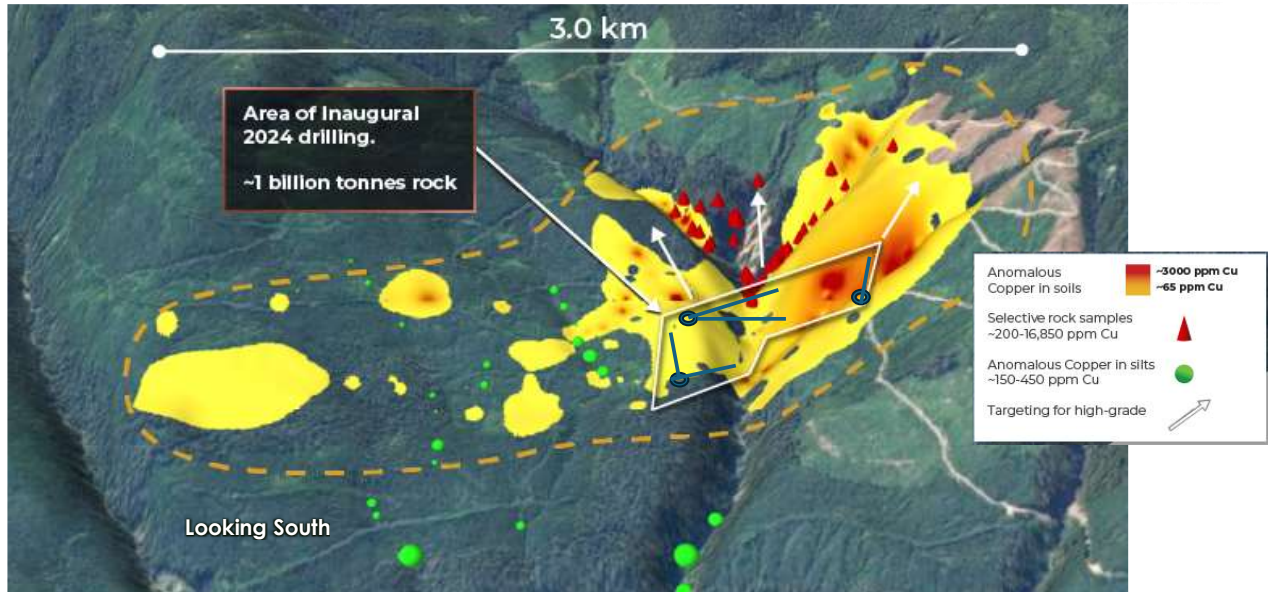 3.0 km
Area of Inaugural
2024 drilling.
~1 billion tonnes rock
Anomalous
Copper in soils
~3000 ppm Cu
~65 ppm Cu
Selective rock samples
~200-16,850 ppm Cu
Anomalous Copper in silts
~150-450 ppm Cu
Targeting for high-grade
Looking South